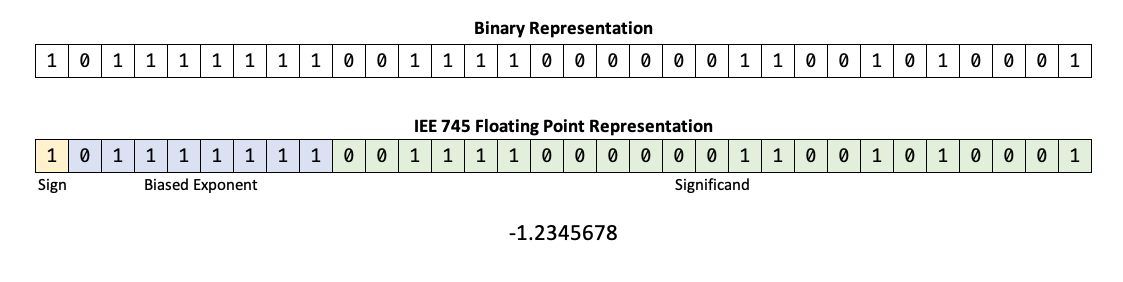 Binary Representation
1 0 1 1 1 1 1 1 1 0 0 1 1 1 1 0 0 0 0 0 0 1 1 0 0 1 0 1 0 0 0 1
IEE 745 Floating Point Representation
1 0 1 1 1 1 1 1 1 0 0 1 1 1 1 0 0 0 0 0 0 1 1 0 0 1 0 1 0 0 0 1
Sign Biased Exponent Significand
-1.2345678